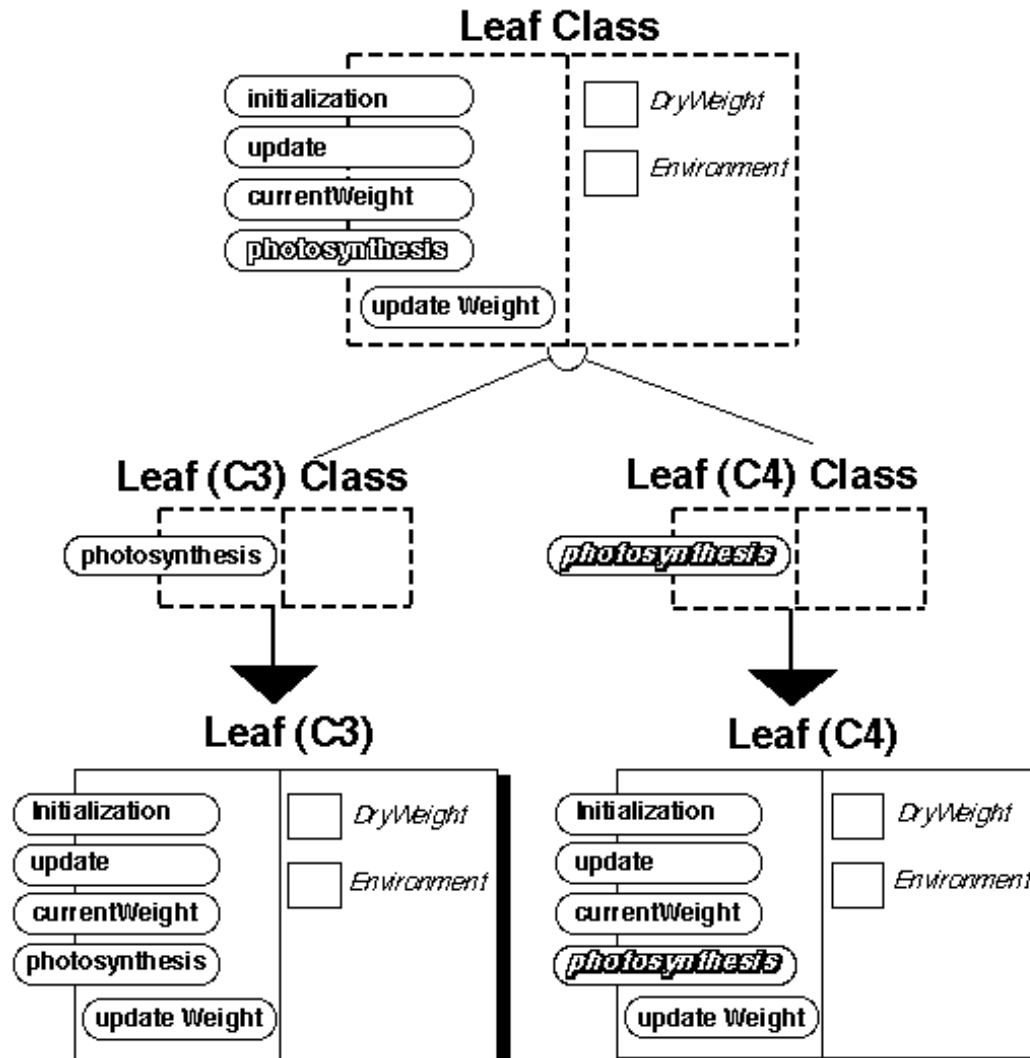 Leaf Class
initialization
DryWeight
update
Environment
currentWeight
photosynthesis
update Weight
Leaf (C3) Class
Leaf (C4) Class
photosynthesis
photosynthesis
Leaf (C3)
Leaf (C4)
Initialization
DryWeight
update
Environment
currentWeight
photosynthesis
update Weight
Initialization
DryWeight
update
Environment
currentWeight
photosynthesis
update Weight